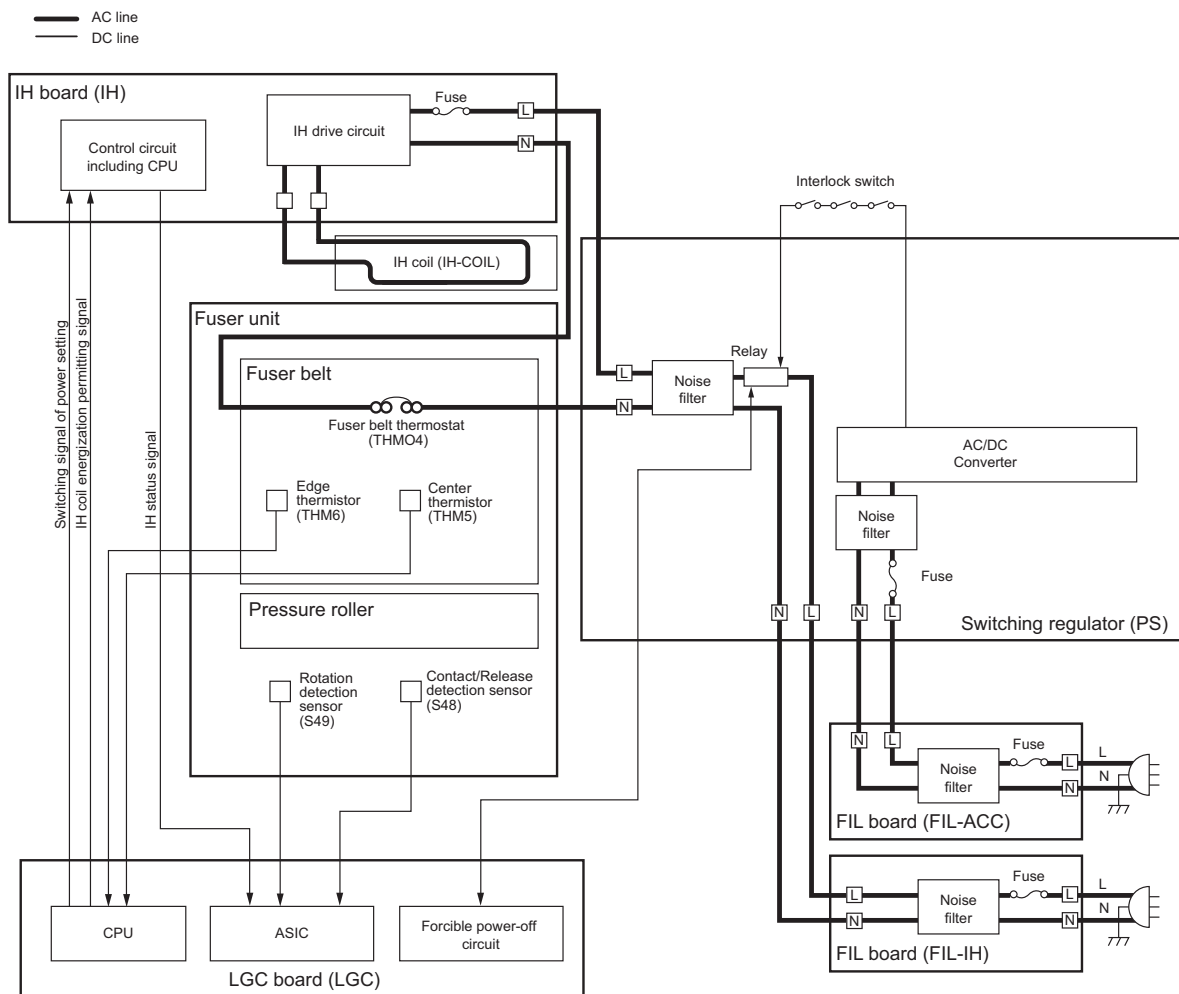 AC line
DC line
IH board (IH)
Control circuit
including CPU
IH drive circuit
Fuse
L
N
IH coil (IH-COIL)
Interlock switch
Switching signal of power setting
IH coil energization permitting signal
IH status signal
Fuser unit
Fuser belt
Fuser belt thermostat
(THMO4)
Edge
thermistor
(THM6)
Center
thermistor
(THM5)
Pressure roller
Rotation
detection
sensor
(S49)
Contact/Release
detection sensor
(S48)
L
N
Noise
filter
Relay
AC/DC
Converter
Noise
filter
Fuse
N
L
N
L
Switching regulator (PS)
N
L
Noise
filter
Fuse
L
N
L
N
FIL board (FIL-ACC)
L
N
Noise
filter
Fuse
L
N
L
N
FIL board (FIL-IH)
CPU
ASIC
Forcible power-off
circuit
LGC board (LGC)